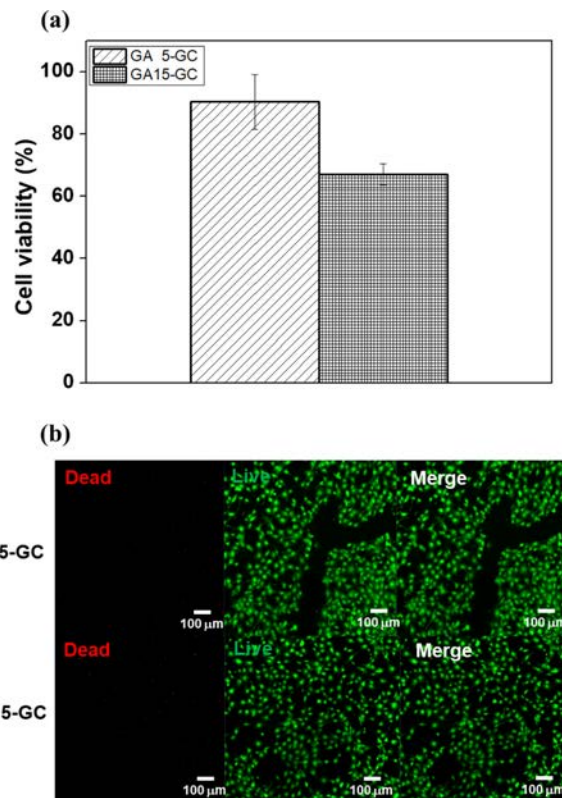 (a)
GA 5-GC
GA15-GC
100
80
60
40
20
0
Cell viability (%)
(b)
Dead
Live
Merge
5-GC
100 µm
100 µm
100 µm
Dead
Live
Merge
5-GC
100 µm
100 µm
100 µm